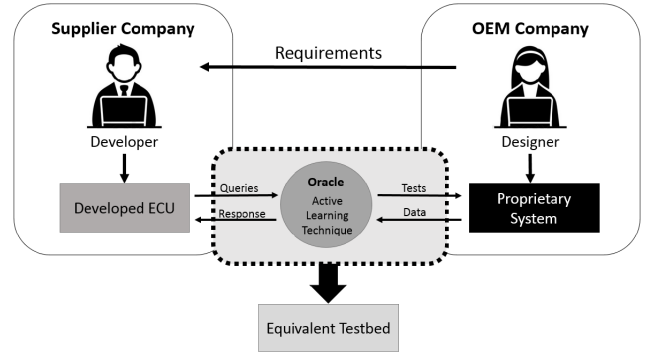 Supplier Company
OEM Company
Requirements
Developer
Designer
Developed ECU
Queries
Response
Oracle
Active
Learning
Technique
Tests
Data
Proprietary
System
Equivalent Testbed